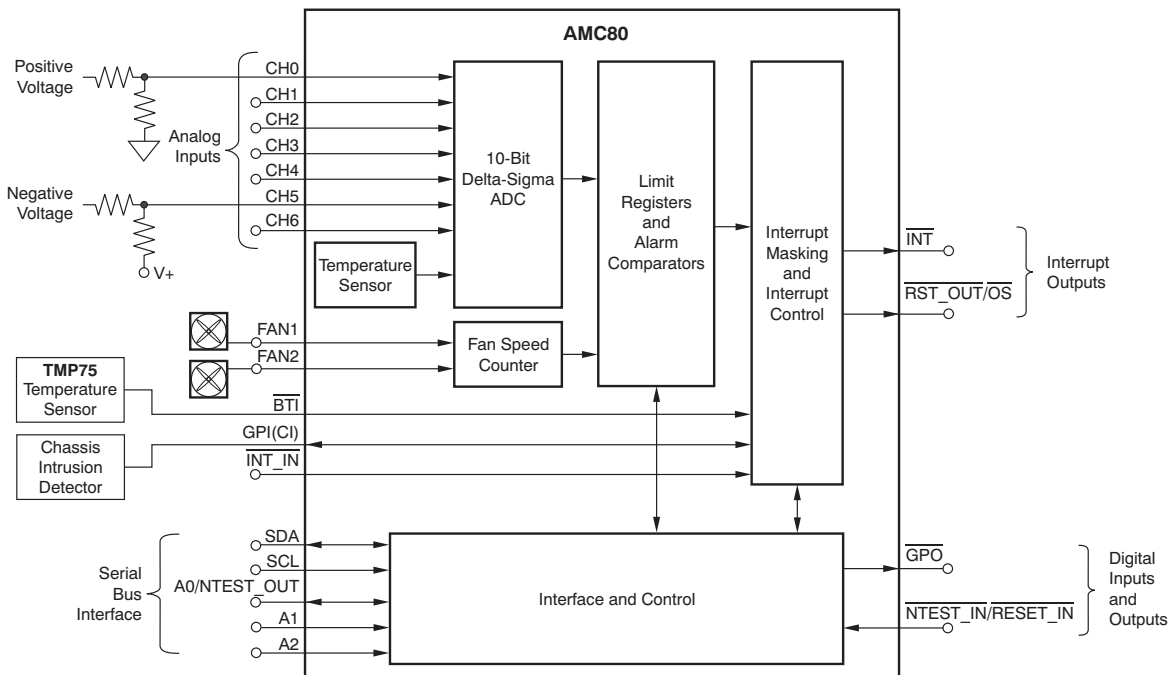 AMC80
Positive
Voltage
Negative
Voltage
V+
Analog
Inputs
CH0
CH1
CH2
CH3
CH4
CH5
CH6
10-Bit
Delta-Sigma
ADC
Temperature
Sensor
Limit
Registers
and
Alarm
Comparators
Interrupt
Masking
and
Interrupt
Control
INT
RST_OUT/OS
Interrupt
Outputs
FAN1
FAN2
Fan Speed
Counter
TMP75
Temperature
Sensor
BTI
Chassis
Intrusion
Detector
GPI(CI)
INT_IN
Serial
Bus
Interface
SDA
SCL
A0/NTEST_OUT
A1
A2
Interface and Control
GPO
NTEST_IN/RESET_IN
Digital
Inputs
and
Outputs